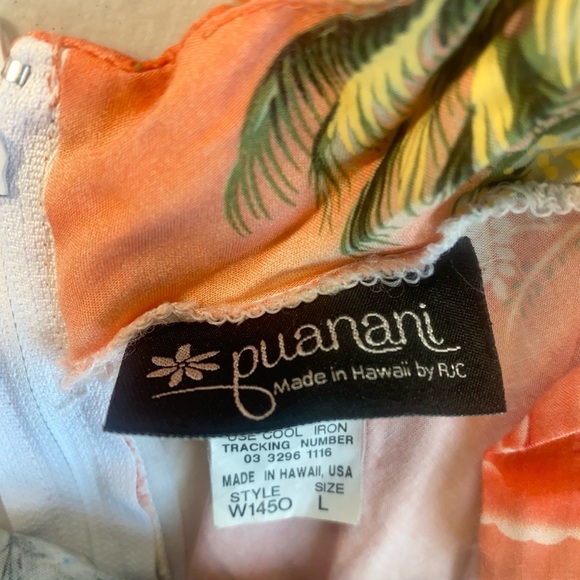 puanani
Made in Hawaii by RJC
USE COOL IRON
TRACKING NUMBER
03 3296 1116
MADE IN HAWAII, USA
STYLE SIZE
W145O L